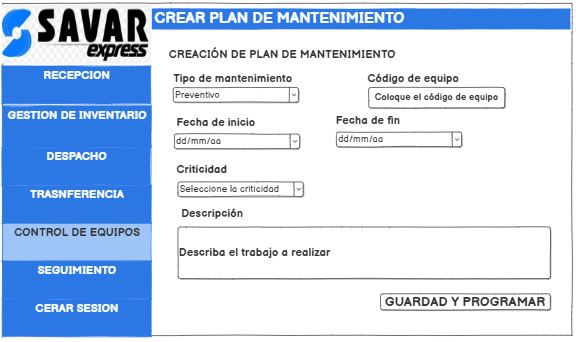 SAVAR
express
CREAR PLAN DE MANTENIMIENTO
RECEPCION
GESTION DE INVENTARIO
DESPACHO
TRASNFERENCIA
CONTROL DE EQUIPOS
SEGUIMIENTO
CERAR SESION
CREACIÓN DE PLAN DE MANTENIMIENTO
Tipo de mantenimiento
Preventivo
Código de equipo
Coloque el código de equipo
Fecha de inicio
dd/mm/aa
Fecha de fin
dd/mm/aa
Criticidad
Seleccione la criticidad
Descripción
Describa el trabajo a realizar
GUARDAD Y PROGRAMAR